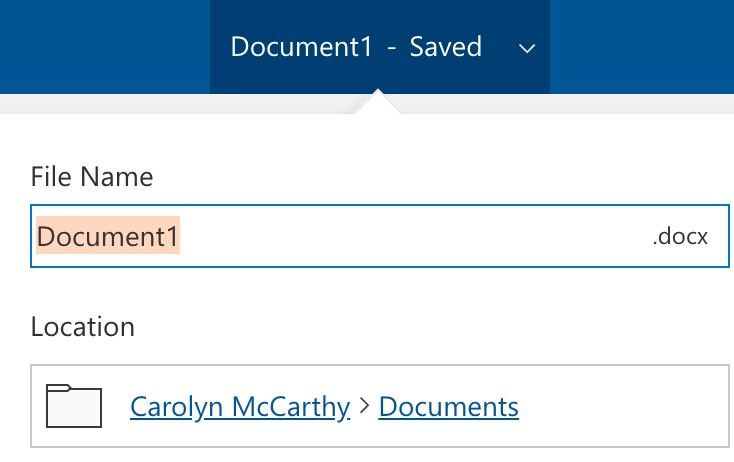 Document1 - Saved
File Name
Document1 .docx
Location
Carolyn McCarthy > Documents